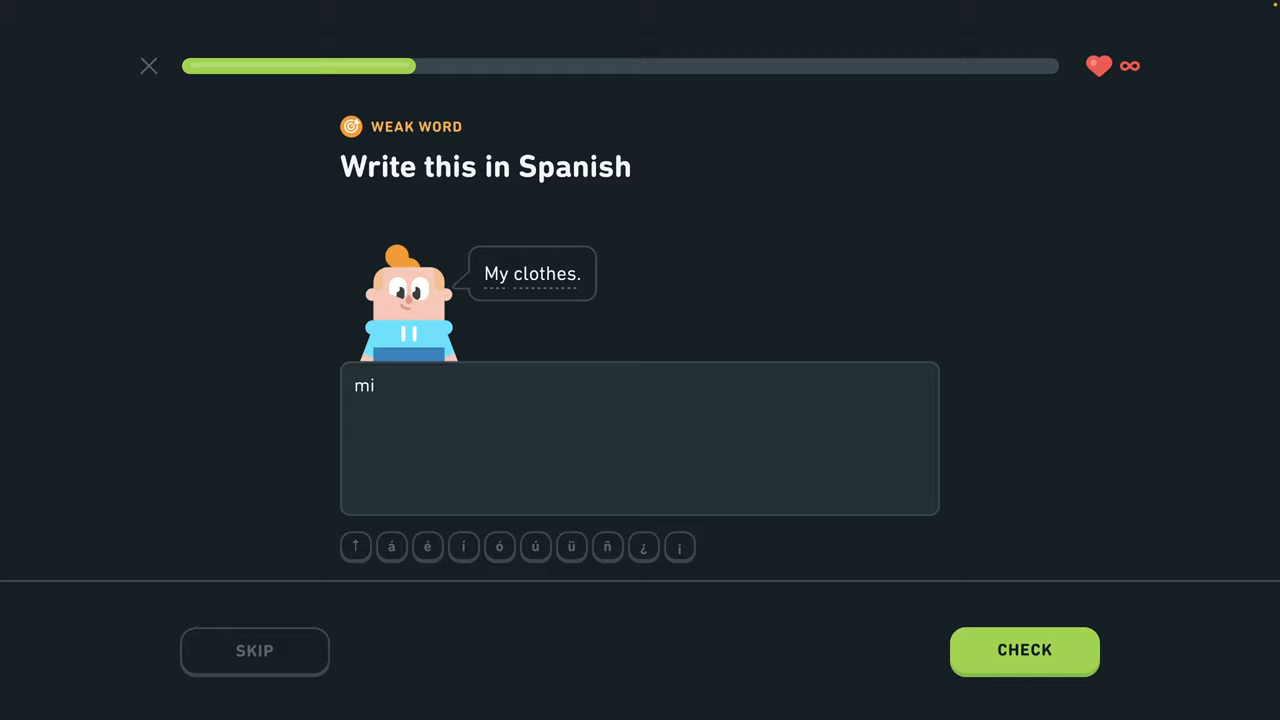 WEAK WORD
Write this in Spanish
My clothes.
mi
↑ á é í ó ú ü ñ ¿ ¡
SKIP
CHECK